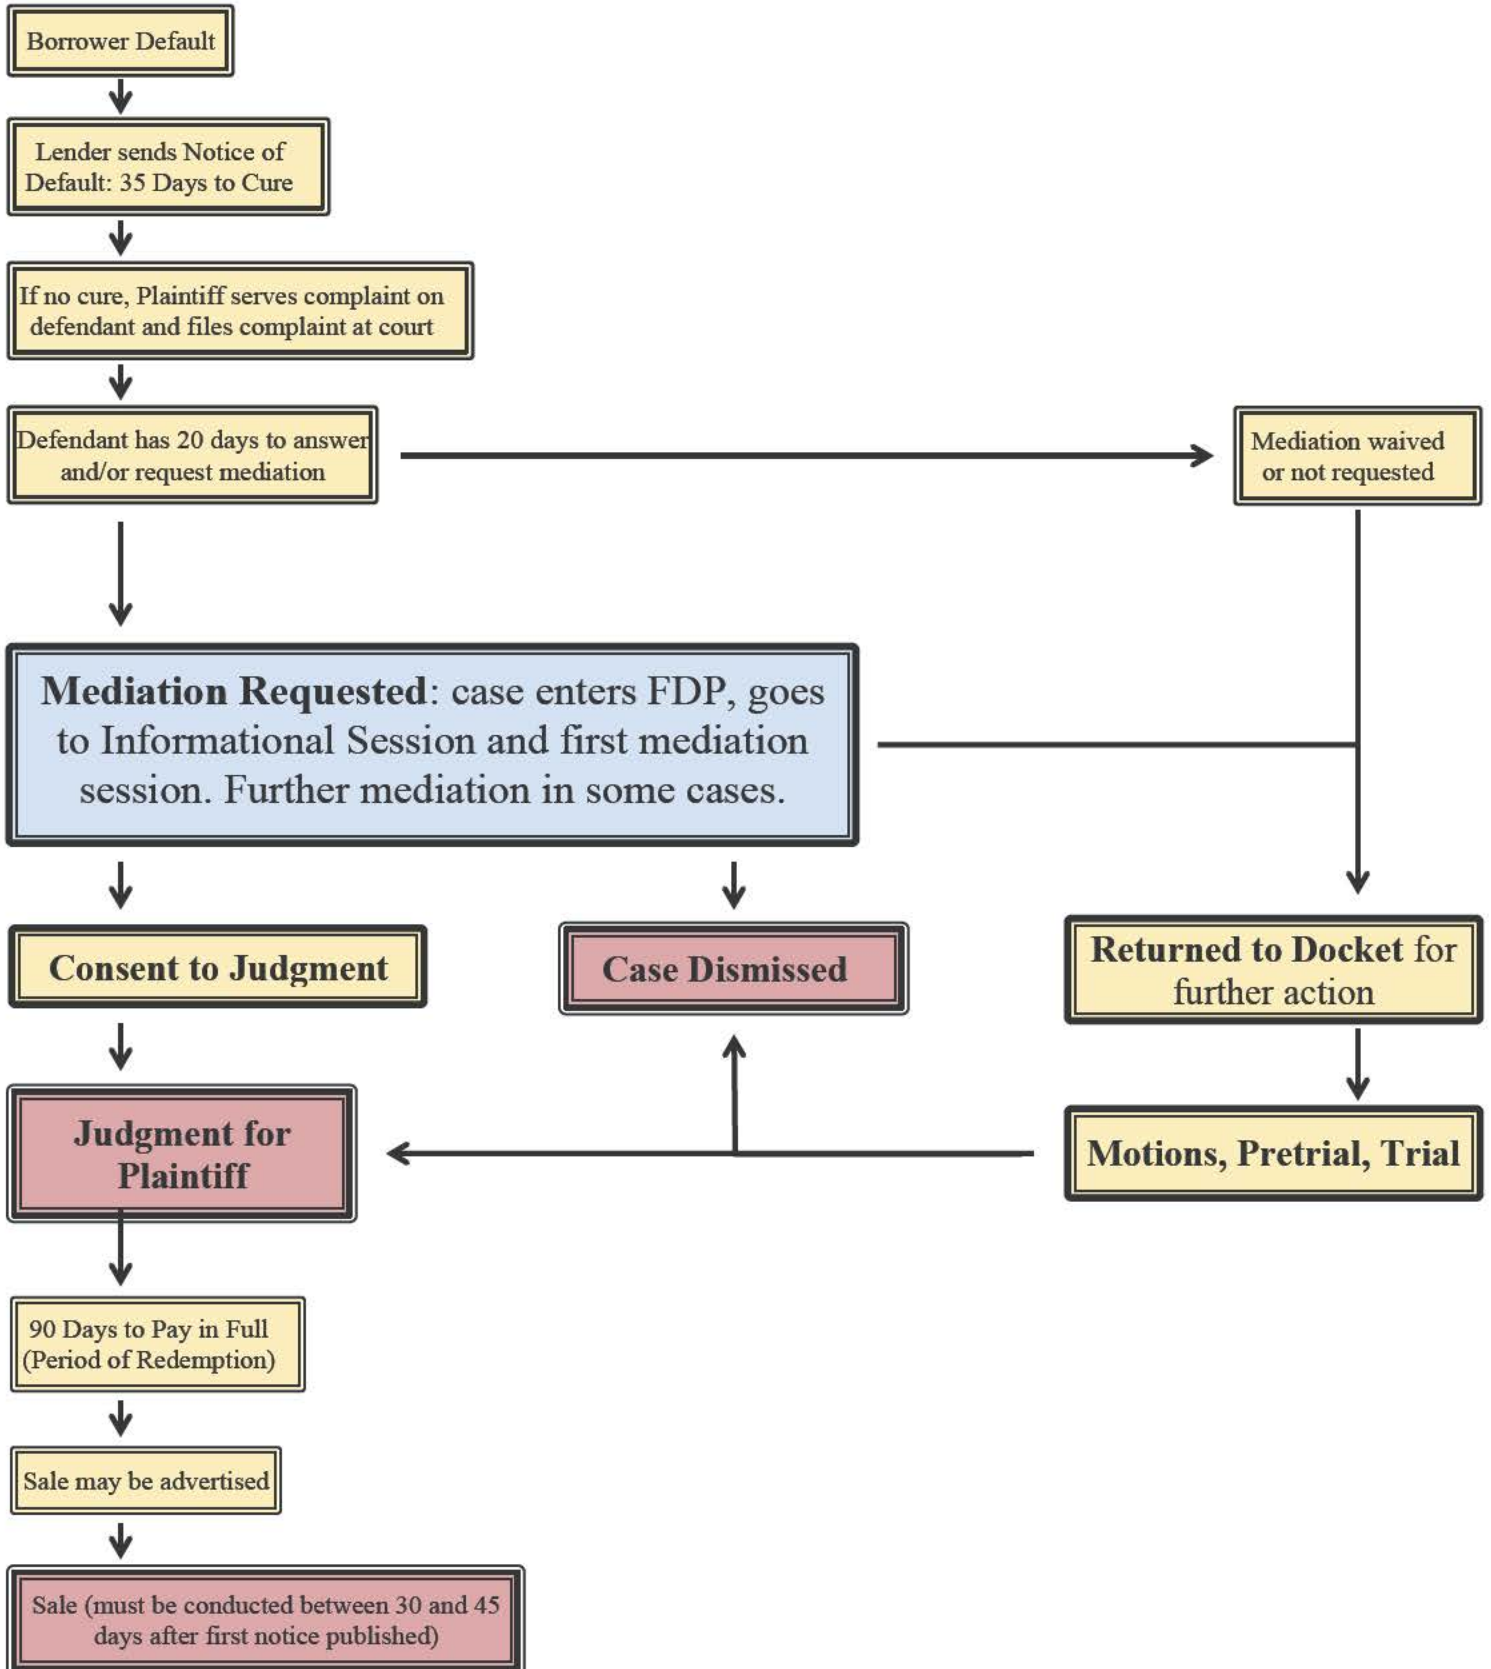 Borrower Default
Lender sends Notice of
Default: 35 Days to Cure
If no cure, Plaintiff serves complaint on
defendant and files complaint at court
Defendant has 20 days to answer
and/or request mediation
Mediation waived
or not requested
Mediation Requested: case enters FDP, goes
to Informational Session and first mediation
session. Further mediation in some cases.
Consent to Judgment
Case Dismissed
Returned to Docket for
further action
Judgment for
Plaintiff
Motions, Pretrial, Trial
90 Days to Pay in Full
(Period of Redemption)
Sale may be advertised
Sale (must be conducted between 30 and 45
days after first notice published)